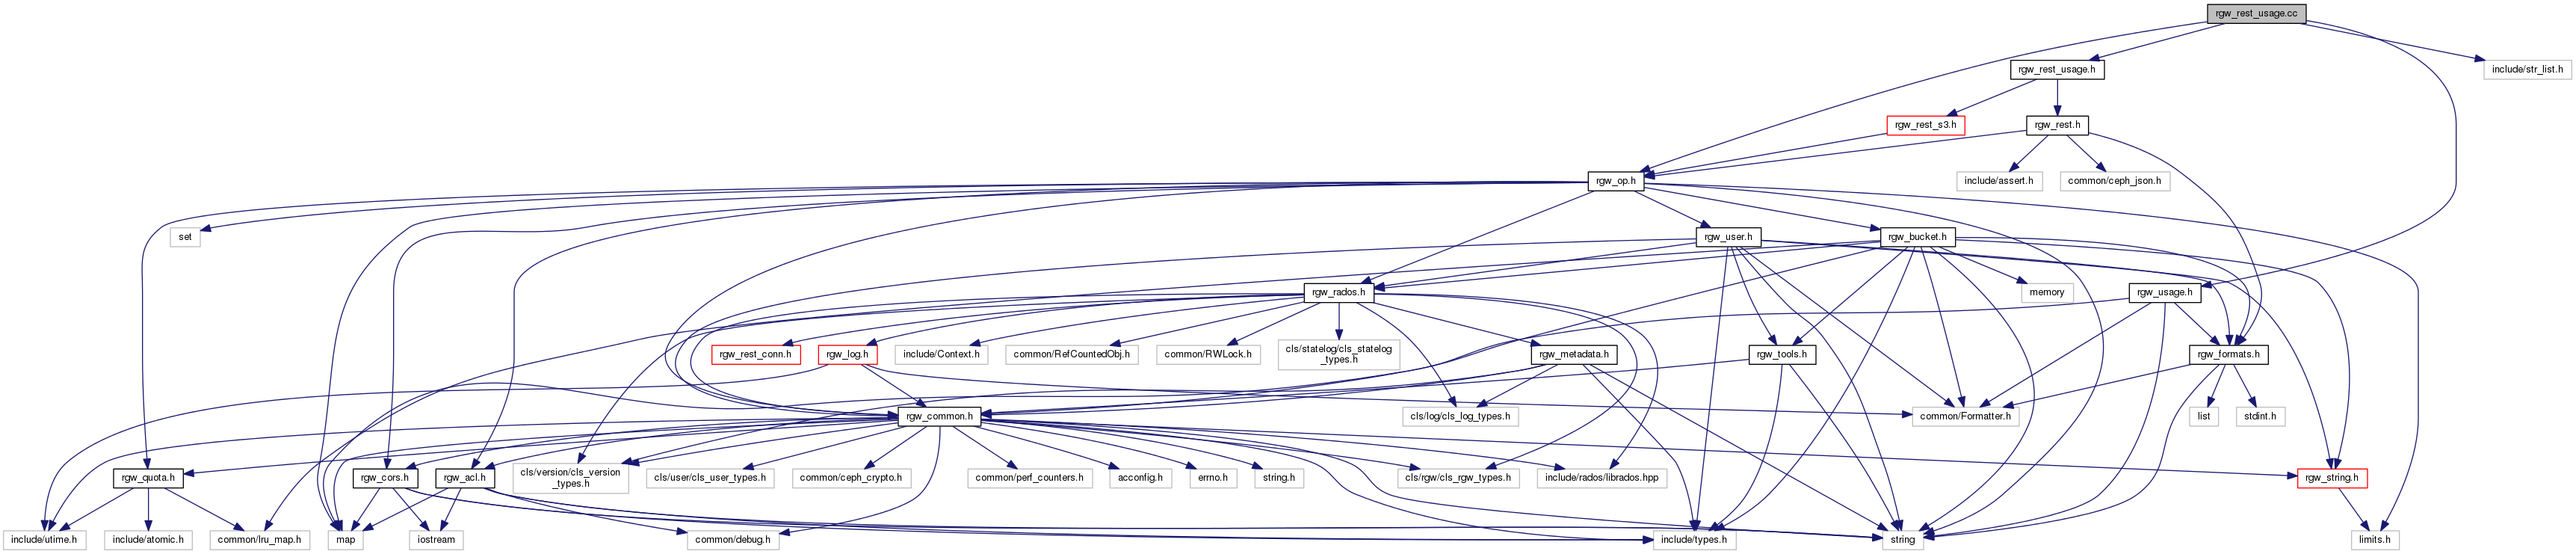 rgw_rest_usage.cc
rgw_rest_usage.h
include/str_list.h
rgw_rest_s3.h
rgw_rest.h
rgw_op.h
include/assert.h
common/ceph_json.h
set
rgw_user.h
rgw_bucket.h
rgw_rados.h
memory
rgw_usage.h
rgw_rest_conn.h
rgw_log.h
include/Context.h
common/RefCountedObj.h
common/RWLock.h
cls/statelog/cls_statelog
_types.h
rgw_metadata.h
rgw_tools.h
rgw_formats.h
rgw_common.h
cls/log/cls_log_types.h
common/Formatter.h
list
stdint.h
rgw_quota.h
rgw_cors.h
rgw_acl.h
cls/version/cls_version
_types.h
cls/user/cls_user_types.h
common/ceph_crypto.h
common/perf_counters.h
acconfig.h
errno.h
string.h
cls/rgw/cls_rgw_types.h
include/rados/librados.hpp
rgw_string.h
include/utime.h
include/atomic.h
common/lru_map.h
map
iostream
common/debug.h
include/types.h
string
limits.h